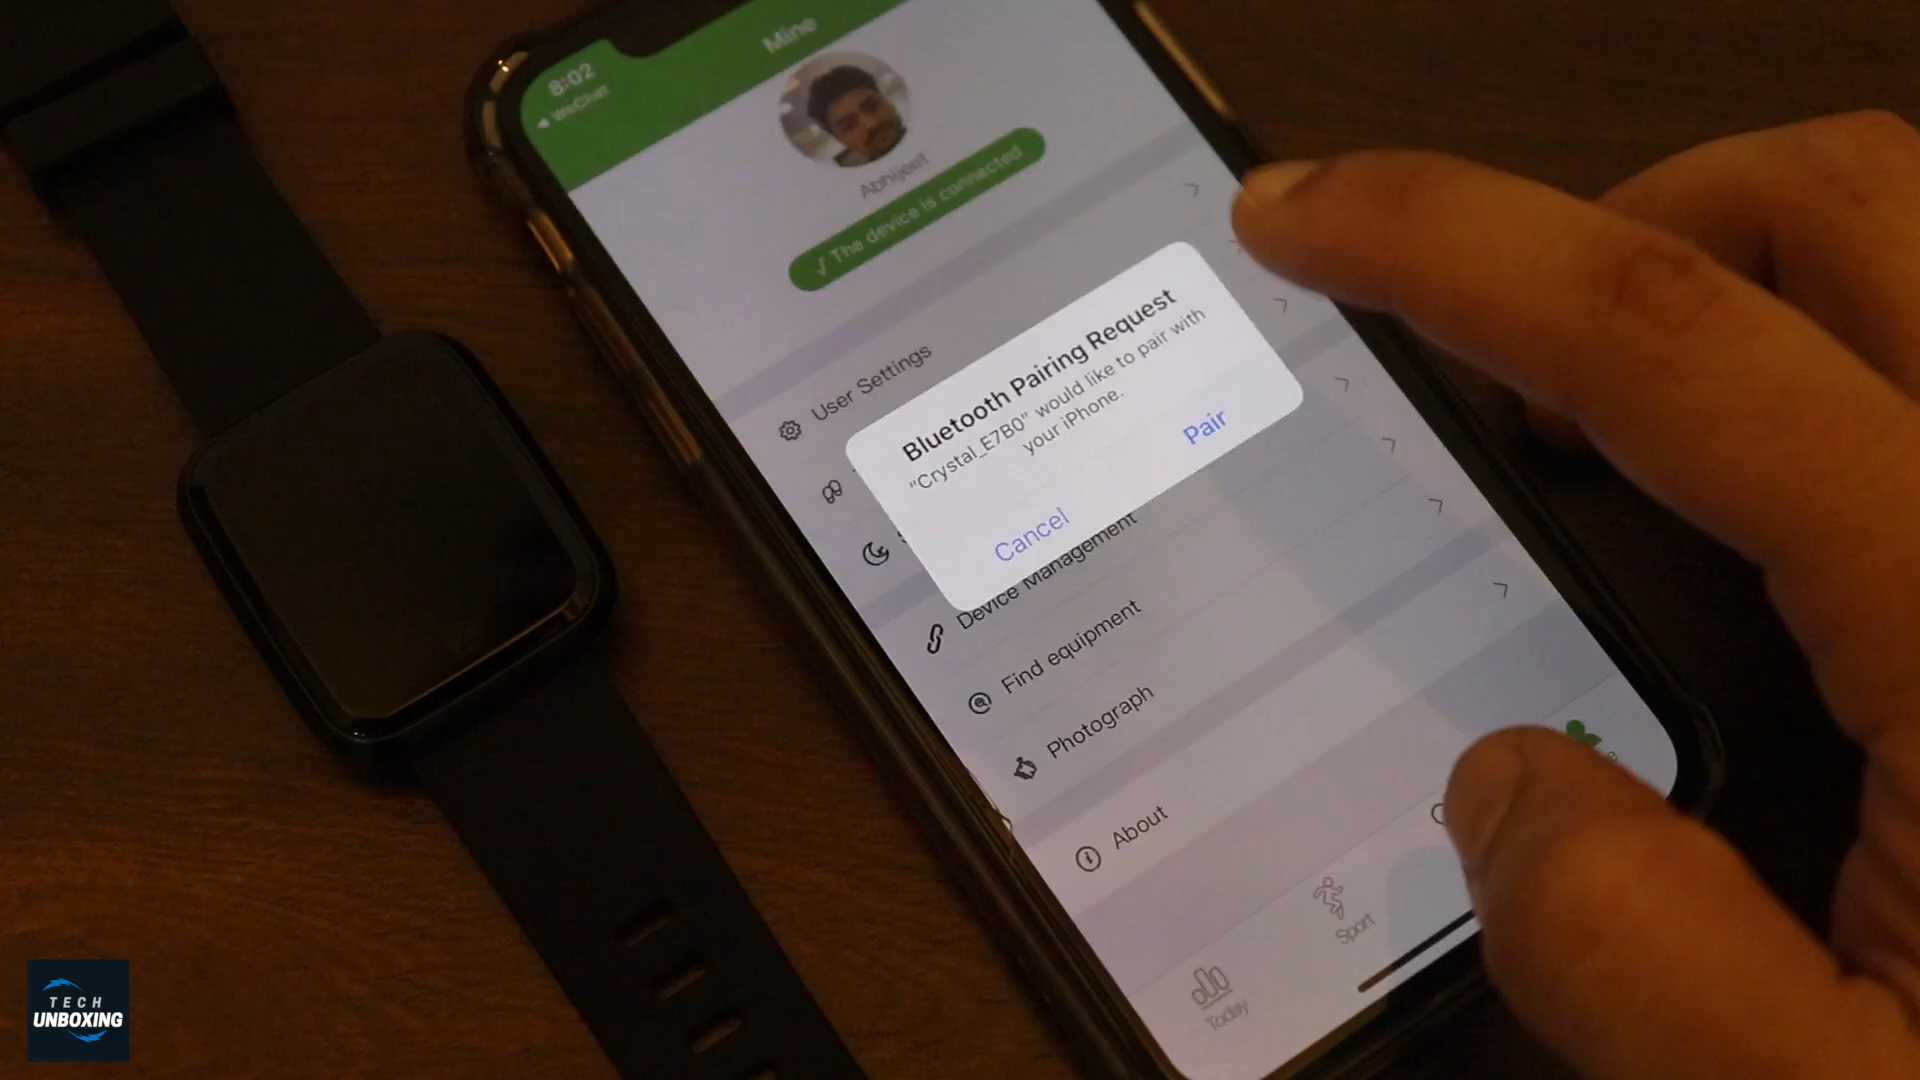 Mine
8:02
◀ WeChat
Abhijeet
√ The device is connected
User Settings
Bluetooth Pairing Request
"Crystal_E7B0" would like to pair with
your iPhone.
Cancel
Pair
Device Management
Find equipment
Photograph
About
Today
Sport
TECH
UNBOXING